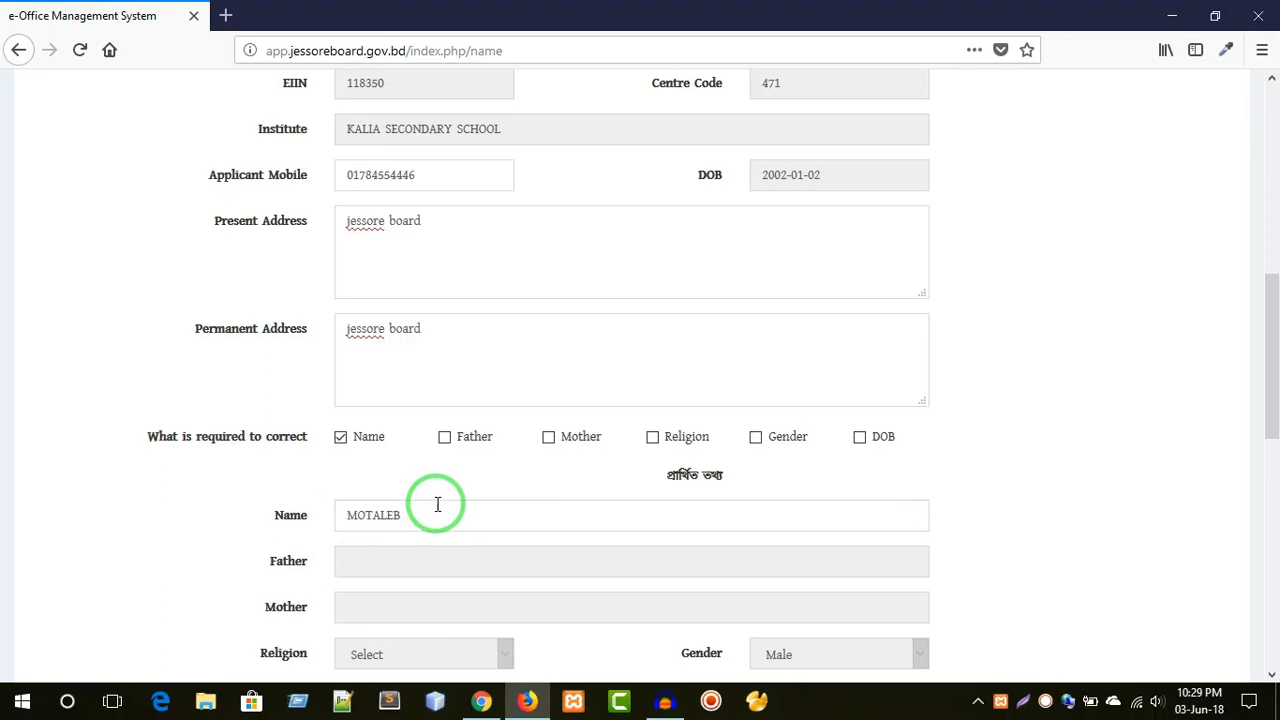 e-Office Management System
app.jessoreboard.gov.bd/index.php/name
EIIN 118350 Centre Code 471
Institute KALIA SECONDARY SCHOOL
Applicant Mobile 01784554446 DOB 2002-01-02
Present Address jessore board
Permanent Address jessore board
What is required to correct Name Father Mother Religion Gender DOB
প্রার্থিত তথ্য
Name MOTALEB
Father
Mother
Religion Select Gender Male
10:29 PM
03-Jun-18